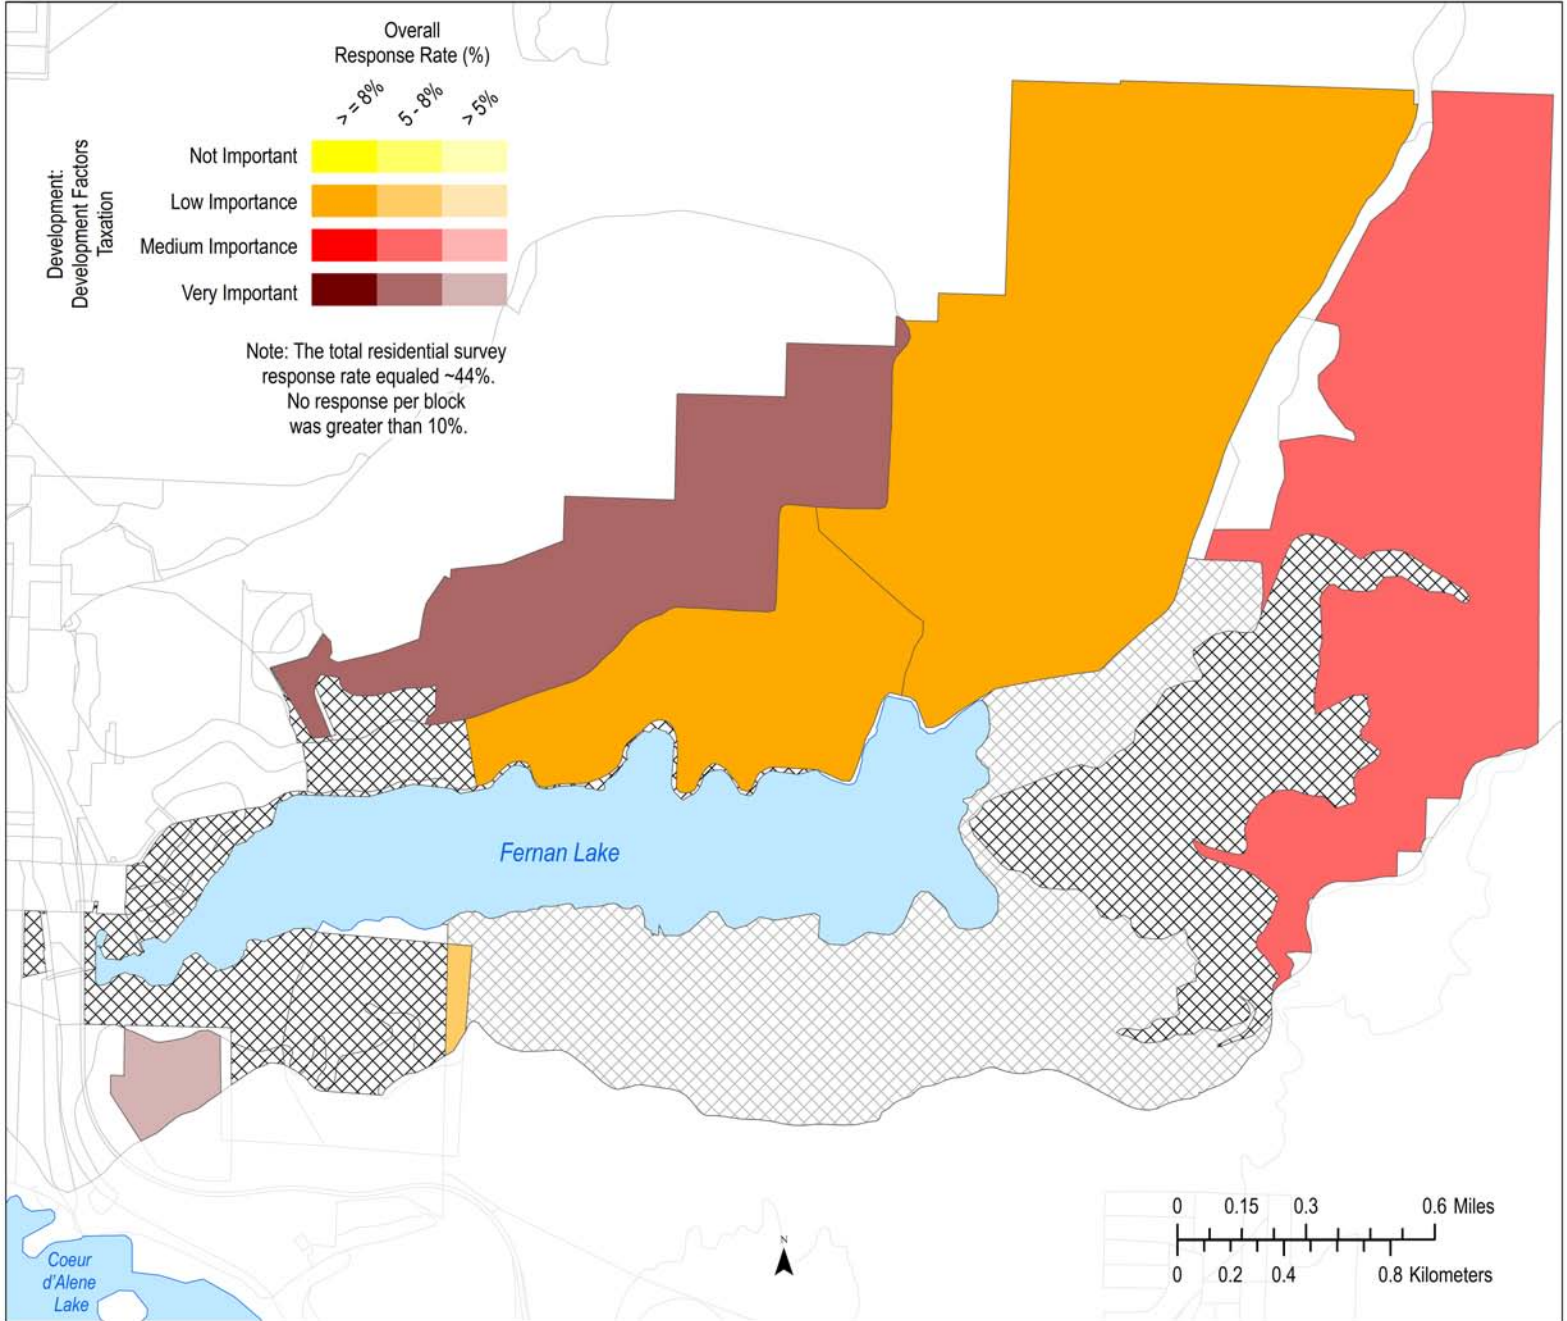 Overall
Response Rate (%)
> = 8%
5 - 8%
> 5%
Development:
Development Factors
Taxation
Not Important
Low Importance
Medium Importance
Very Important
Note: The total residential survey
response rate equaled ~44%.
No response per block
was greater than 10%.
Fernan Lake
Coeur
d'Alene
Lake
N
0 0.15 0.3 0.6 Miles
0 0.2 0.4 0.8 Kilometers